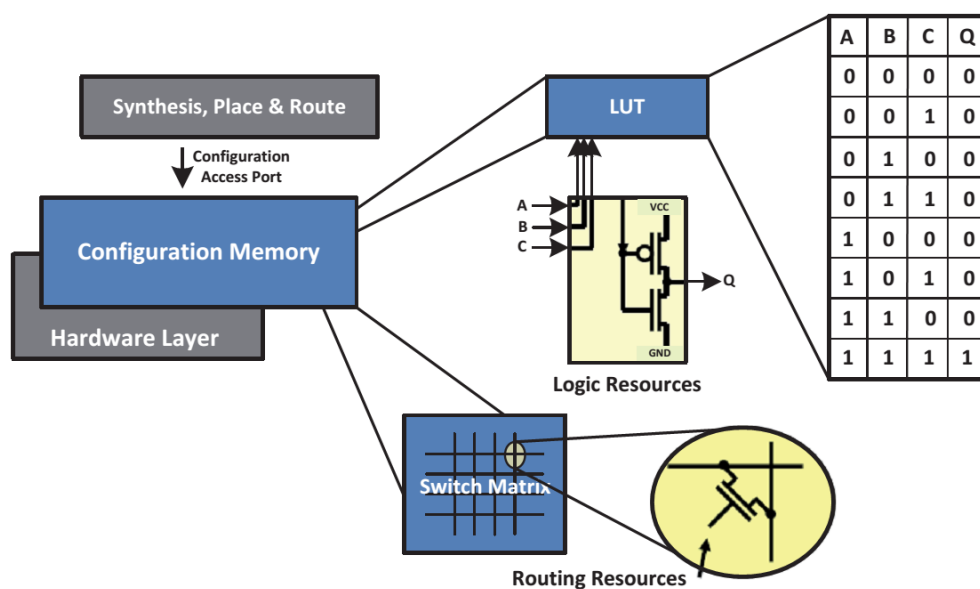 Synthesis, Place & Route
Configuration
Access Port
Configuration Memory
Hardware Layer
LUT
A
B
C
VCC
Q
GND
Logic Resources
Switch Matrix
Routing Resources
A B C Q
0 0 0 0
0 0 1 0
0 1 0 0
0 1 1 0
1 0 0 0
1 0 1 0
1 1 0 0
1 1 1 1